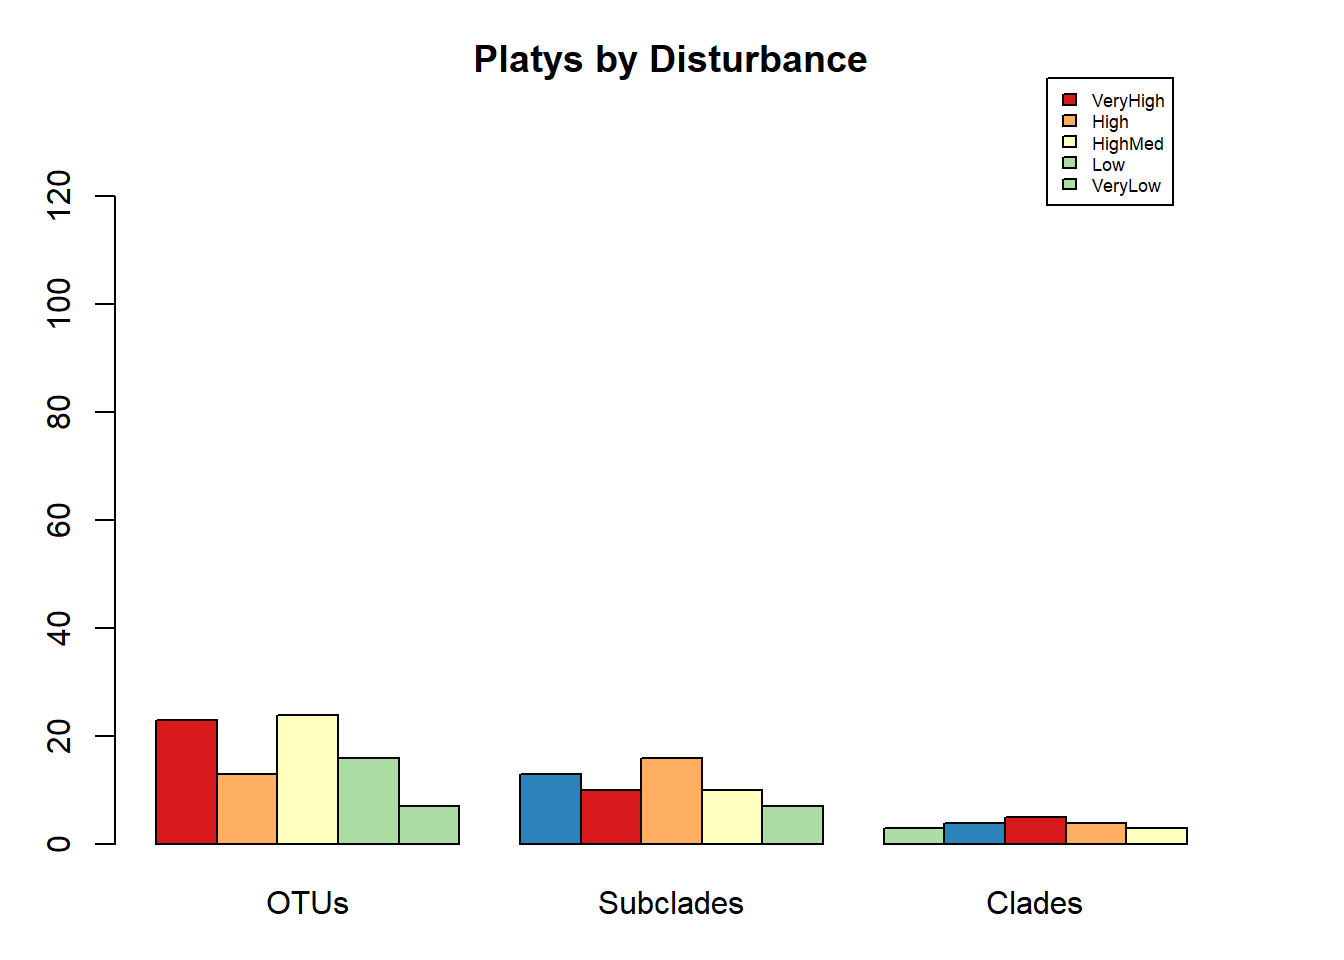 Platys by Disturbance
VeryHigh
High
HighMed
Low
VeryLow
120
100
80
60
40
20
0
OTUs Subclades Clades